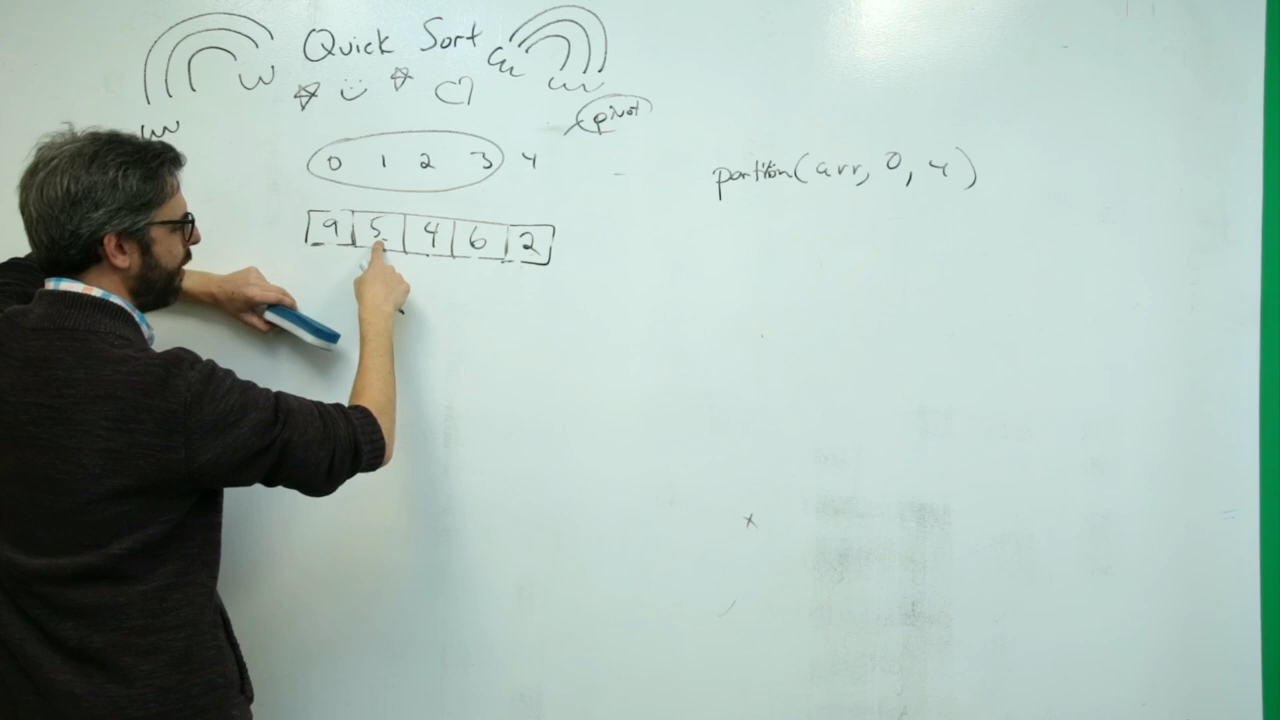 Quick Sort
pivot
0 1 2 3 4
partition(arr, 0, 4)
9 5 4 6 2